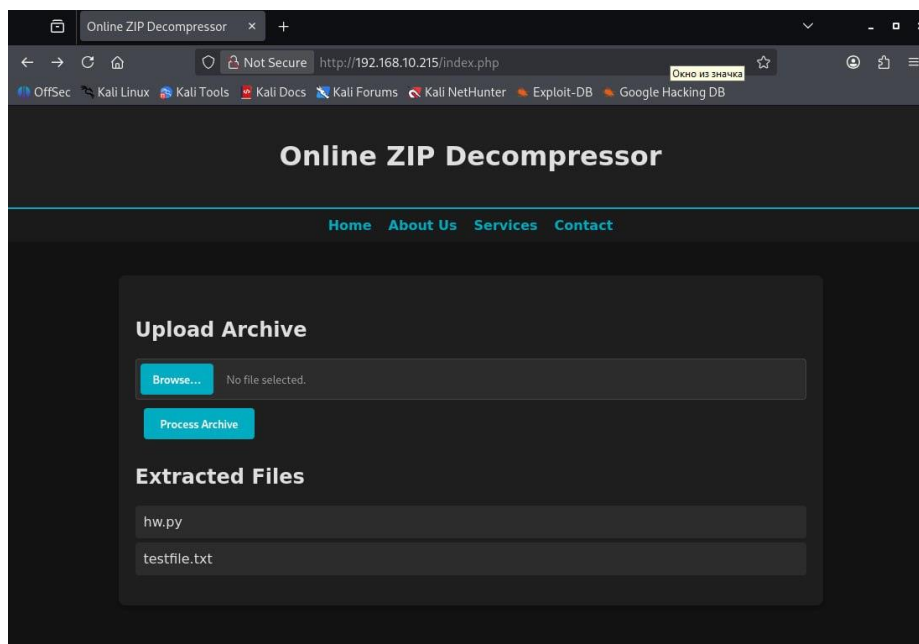 Online ZIP Decompressor
Not Secure http://192.168.10.215/index.php
Окно из значка
OffSec Kali Linux Kali Tools Kali Docs Kali Forums Kali NetHunter Exploit-DB Google Hacking DB
Online ZIP Decompressor
Home About Us Services Contact
Upload Archive
Browse... No file selected.
Process Archive
Extracted Files
hw.py
testfile.txt